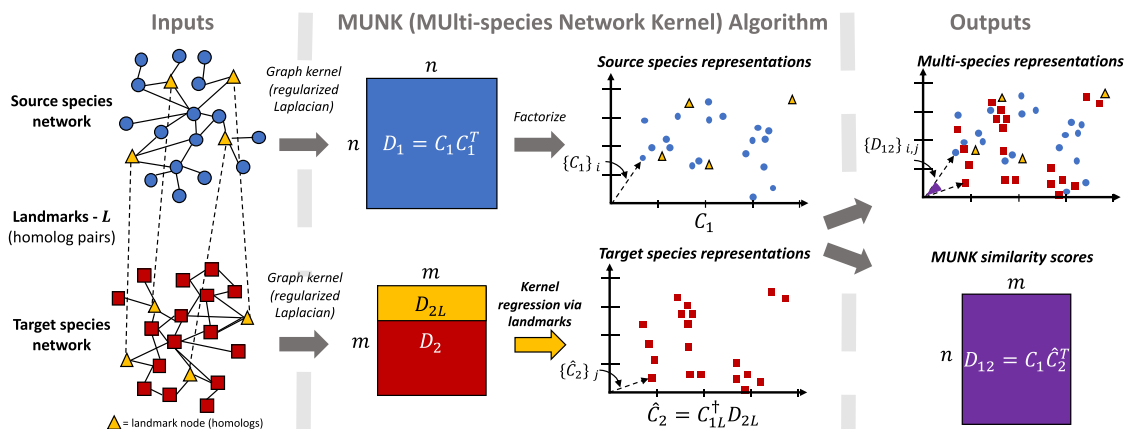 Inputs
MUNK (MUlti-species Network Kernel) Algorithm
Outputs
Source species
network
Landmarks - L
(homolog pairs)
Target species
network
= landmark node (homologs)
Graph kernel
(regularized
Laplacian)
n
n
D₁ = C₁C₁ᵀ
Factorize
Source species representations
{C₁}ᵢ
C₁
Graph kernel
(regularized
Laplacian)
m
m
D₂L
D₂
Kernel
regression via
landmarks
Target species representations
{Ĉ₂}ⱼ
Ĉ₂ = C₁L†D₂L
Multi-species representations
{D₁₂}ᵢ,ⱼ
MUNK similarity scores
m
n
D₁₂ = C₁Ĉ₂ᵀ